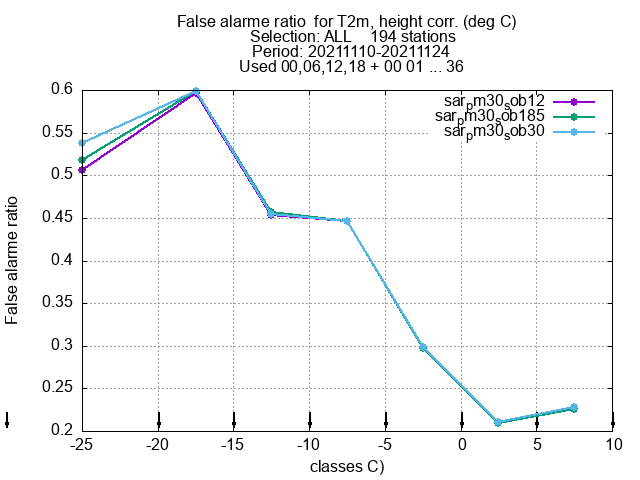 False alarme ratio  for T2m, height corr. (deg C)
Selection: ALL    194 stations
Period: 20211110-20211124
Used 00,06,12,18 + 00 01 ... 36
sarpm30sob12
sarpm30sob185
sarpm30sob30
0.6
0.55
0.5
0.45
0.4
0.35
0.3
0.25
0.2
False alarme ratio
-25 -20 -15 -10 -5 0 5 10
classes C)